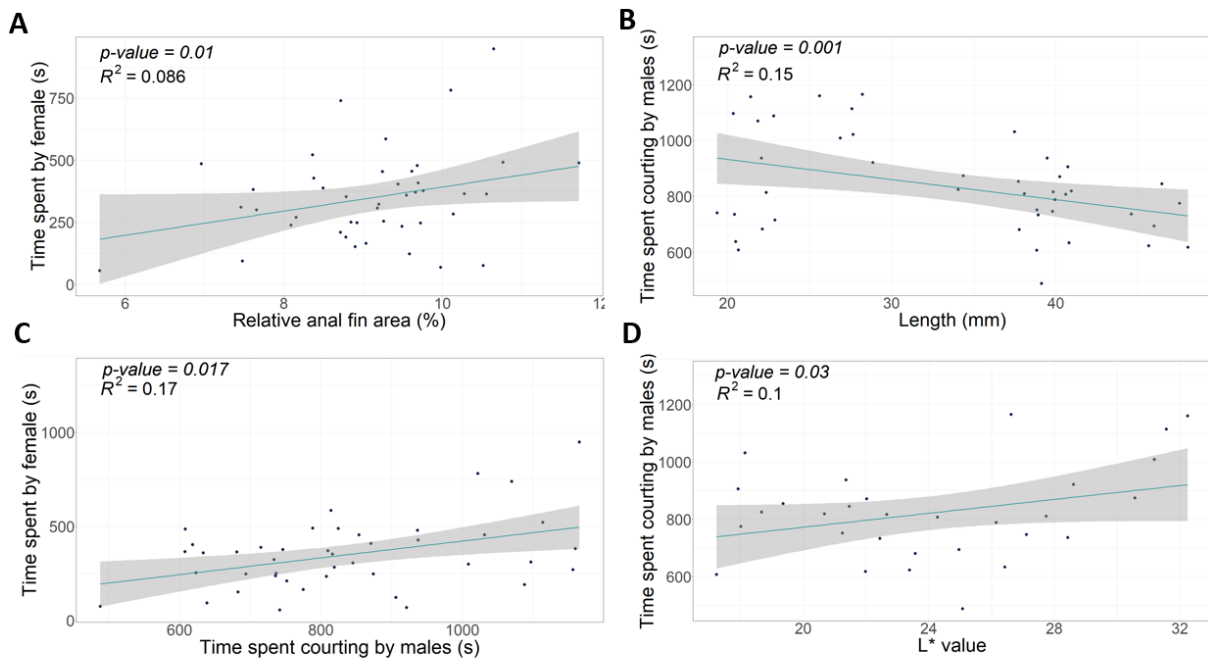 A
p-value = 0.01
R² = 0.086
Time spent by female (s)
750
500
250
0
6
8
10
12
Relative anal fin area (%)
B
p-value = 0.001
R² = 0.15
Time spent courting by males (s)
1200
1000
800
600
20
30
40
Length (mm)
C
p-value = 0.017
R² = 0.17
Time spent by female (s)
1000
500
0
600
800
1000
Time spent courting by males (s)
D
p-value = 0.03
R² = 0.1
Time spent courting by males (s)
1200
1000
800
600
20
24
28
32
L* value